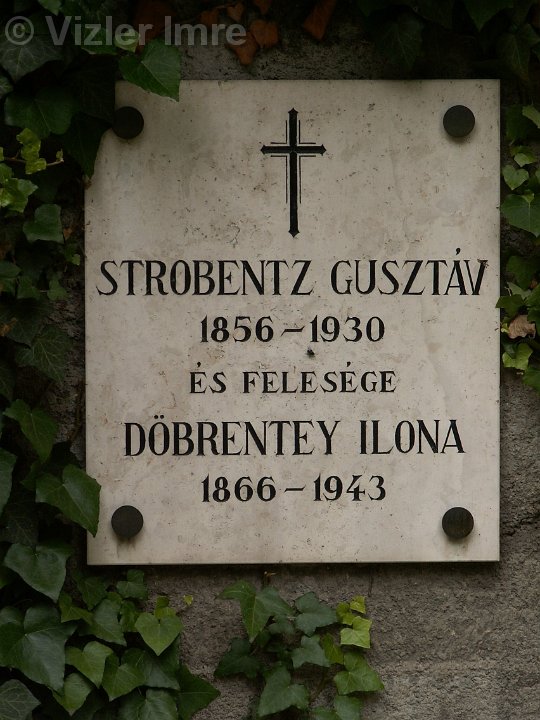 © Vizler Imre
STROBENTZ GUSZTÁV
1856 – 1930
ÉS FELESÉGE
DÖBRENTEY ILONA
1866 – 1943